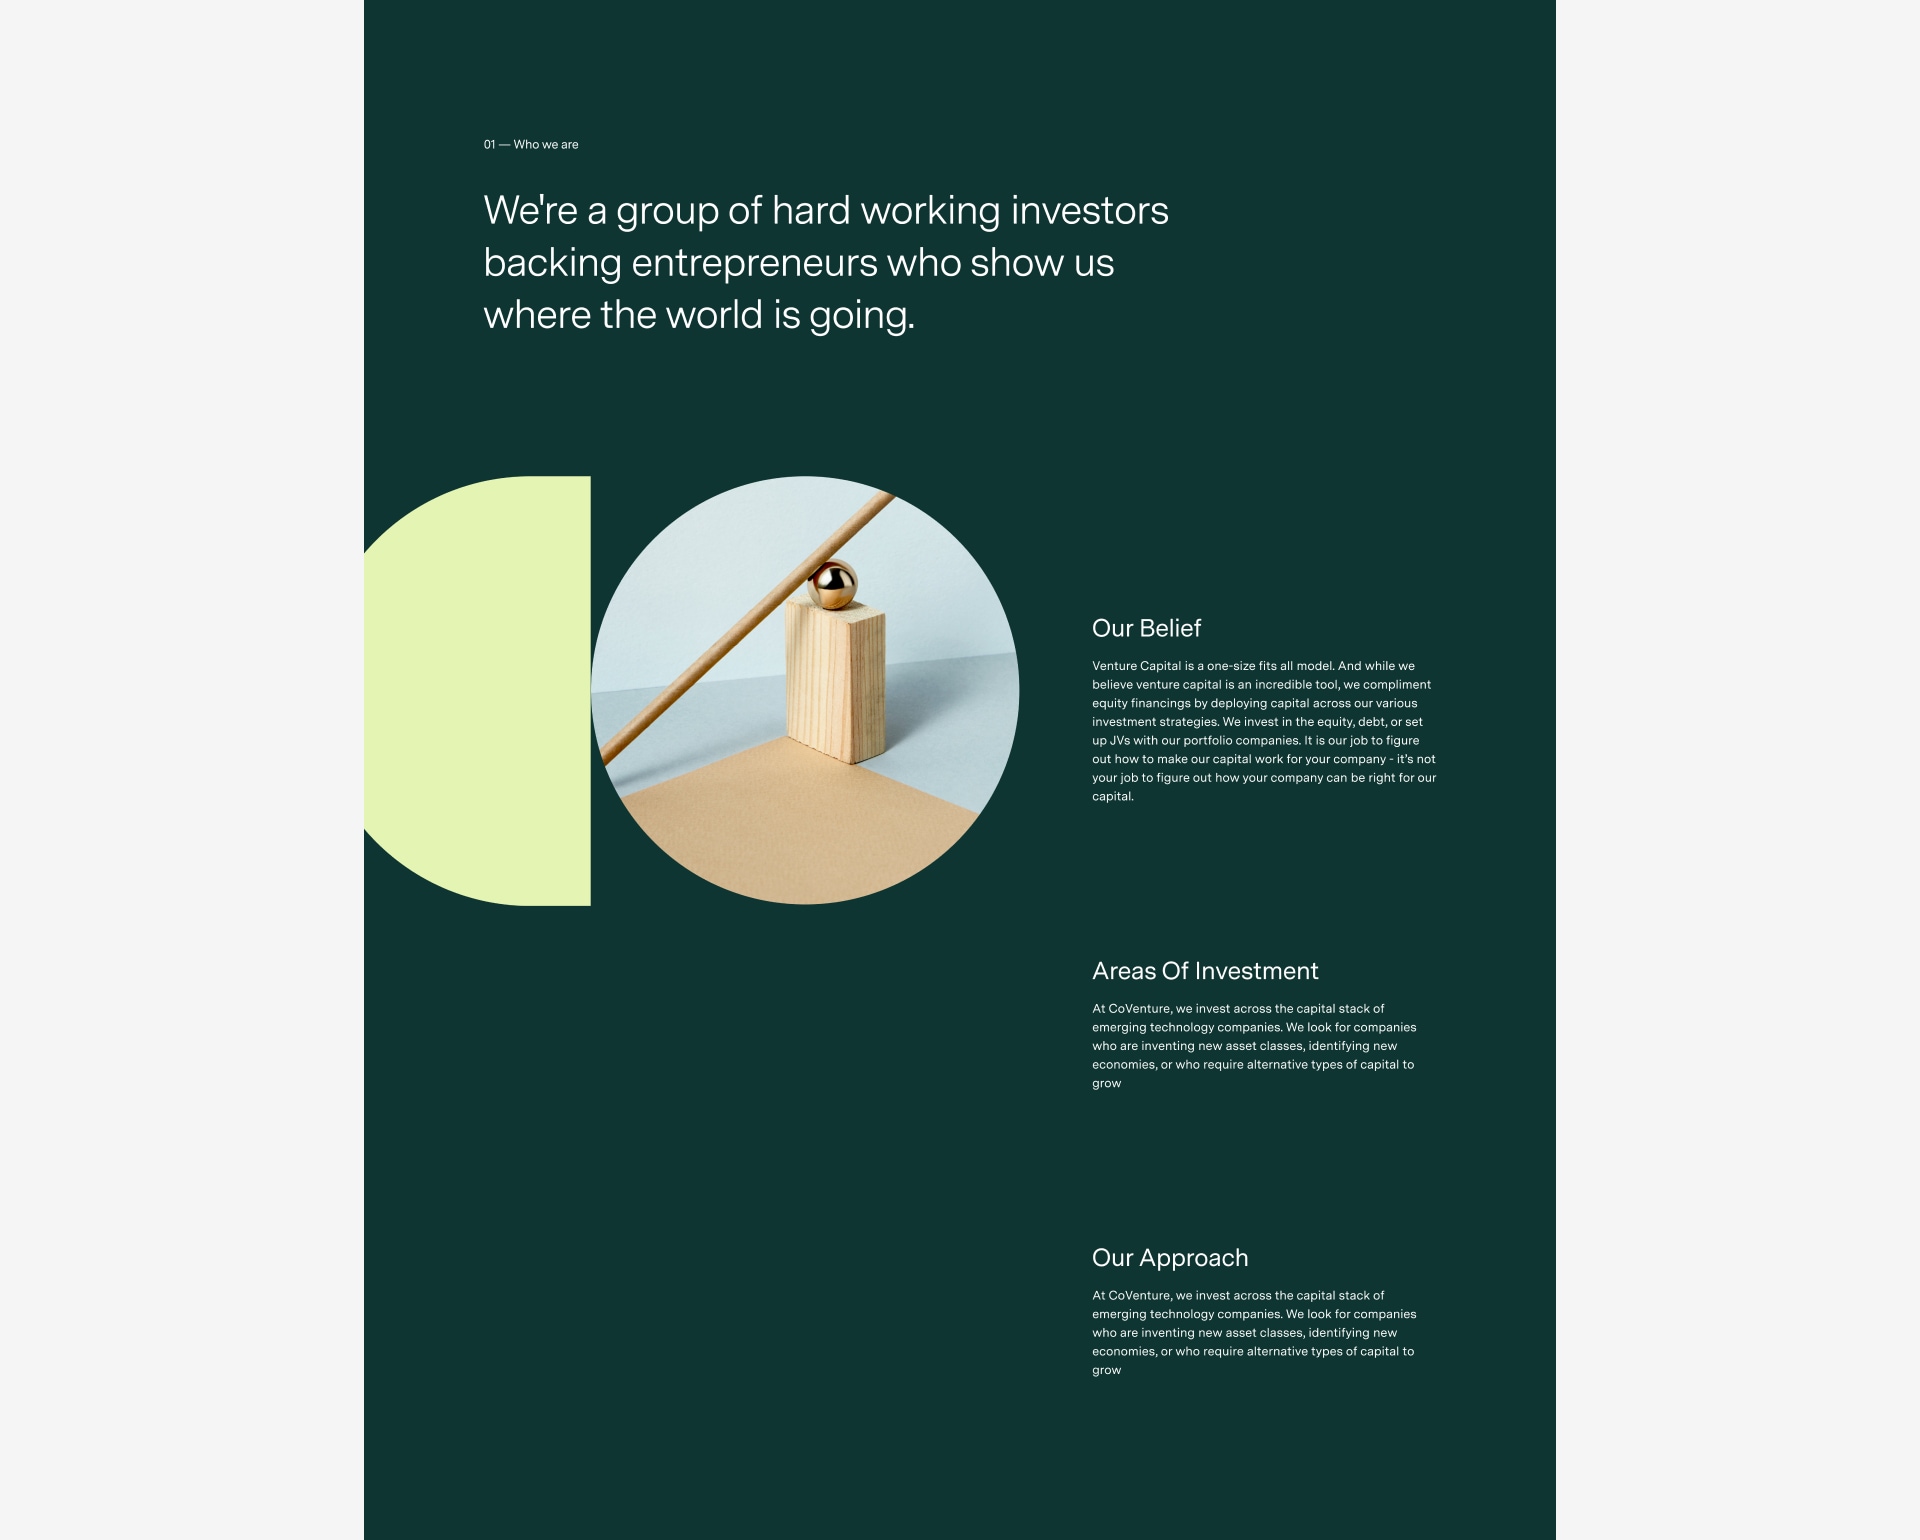 01 — Who we are
We're a group of hard working investors
backing entrepreneurs who show us
where the world is going.
Our Belief
Venture Capital is a one-size fits all model. And while we
believe venture capital is an incredible tool, we compliment
equity financings by deploying capital across our various
investment strategies. We invest in the equity, debt, or set
up JVs with our portfolio companies. It is our job to figure
out how to make our capital work for your company - it's not
your job to figure out how your company can be right for our
capital.
Areas Of Investment
At CoVenture, we invest across the capital stack of
emerging technology companies. We look for companies
who are inventing new asset classes, identifying new
economies, or who require alternative types of capital to
grow
Our Approach
At CoVenture, we invest across the capital stack of
emerging technology companies. We look for companies
who are inventing new asset classes, identifying new
economies, or who require alternative types of capital to
grow